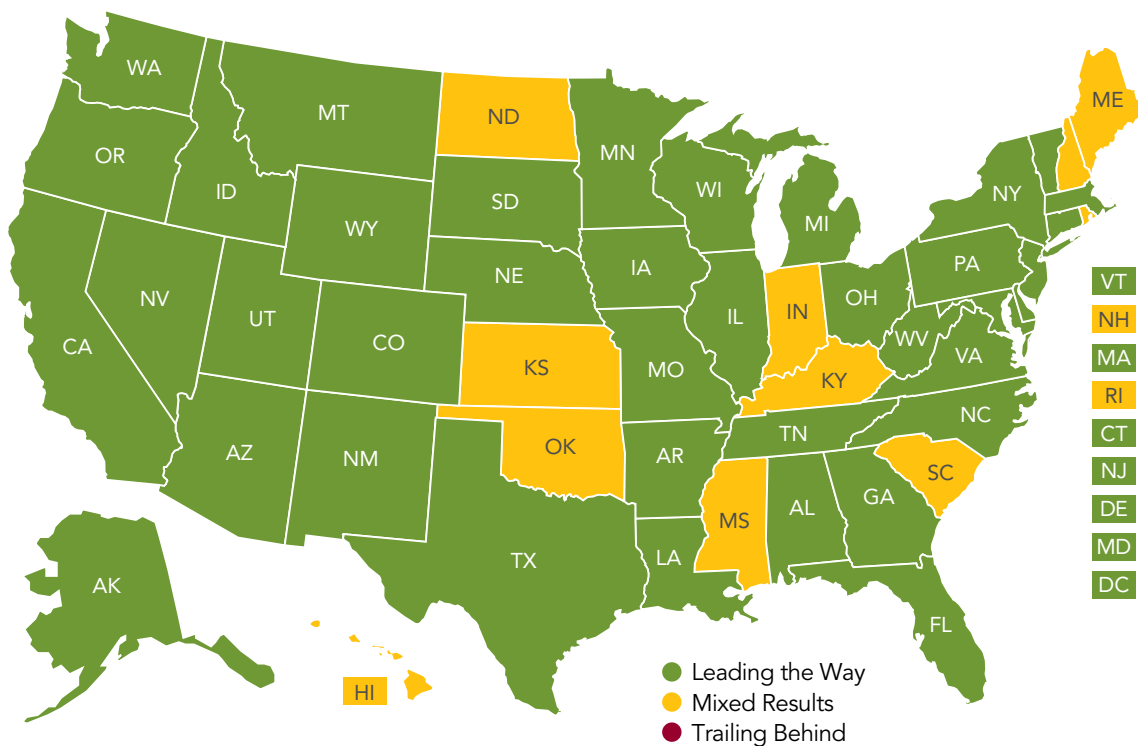 WA
MT
ND
ME
OR
MN
ID
SD
WI
NY
WY
MI
IA
PA
NE
NV
OH
IL
IN
UT
CO
WV
CA
VA
KS
MO
KY
NC
TN
AZ
OK
NM
AR
SC
MS
AL
GA
TX
LA
AK
FL
HI
VT
NH
MA
RI
CT
NJ
DE
MD
DC
Leading the Way
Mixed Results
Trailing Behind